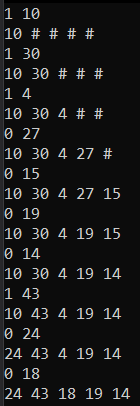 1 10
10 # # # #
1 30
10 30 # # #
1 4
10 30 4 # #
0 27
10 30 4 27 #
0 15
10 30 4 27 15
0 19
10 30 4 19 15
0 14
10 30 4 19 14
1 43
10 43 4 19 14
0 24
24 43 4 19 14
0 18
24 43 18 19 14